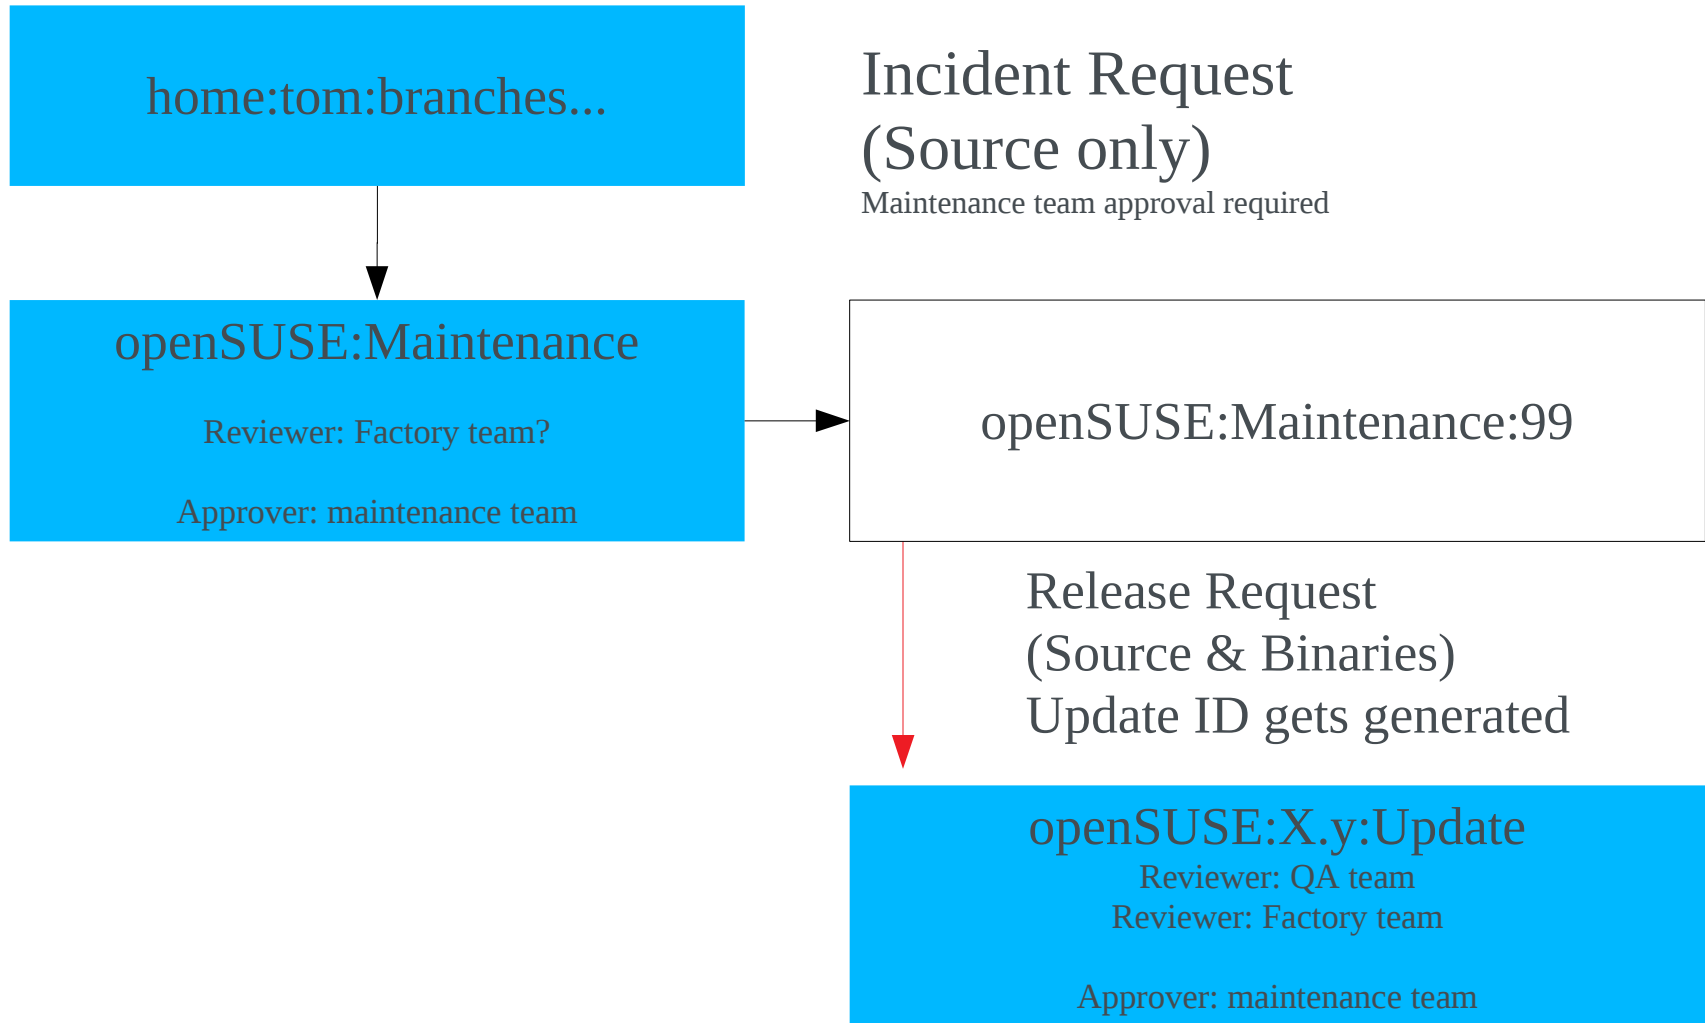 home:tom:branches...
Incident Request
(Source only)
Maintenance team approval required
openSUSE:Maintenance
Reviewer: Factory team?
Approver: maintenance team
openSUSE:Maintenance:99
Release Request
(Source & Binaries)
Update ID gets generated
openSUSE:X.y:Update
Reviewer: QA team
Reviewer: Factory team
Approver: maintenance team